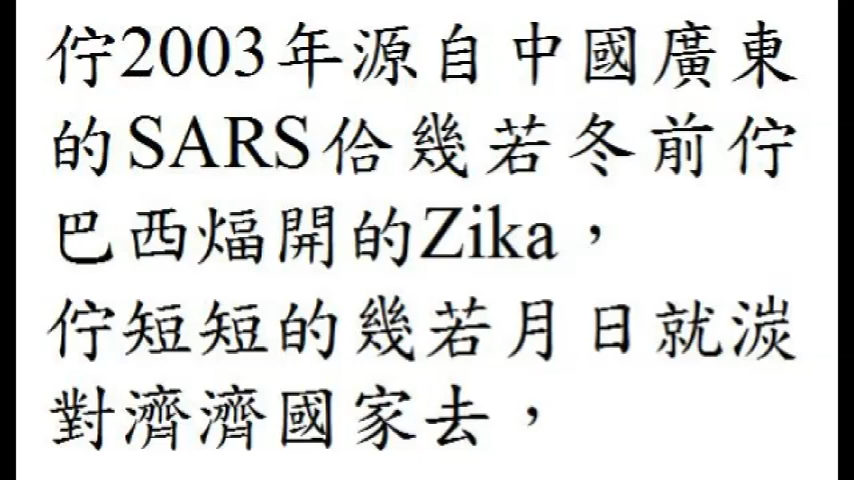 佇2003年源自中國廣東
的SARS佮幾若冬前佇
巴西煏開的Zika，
佇短短的幾若月日就湠
對濟濟國家去，